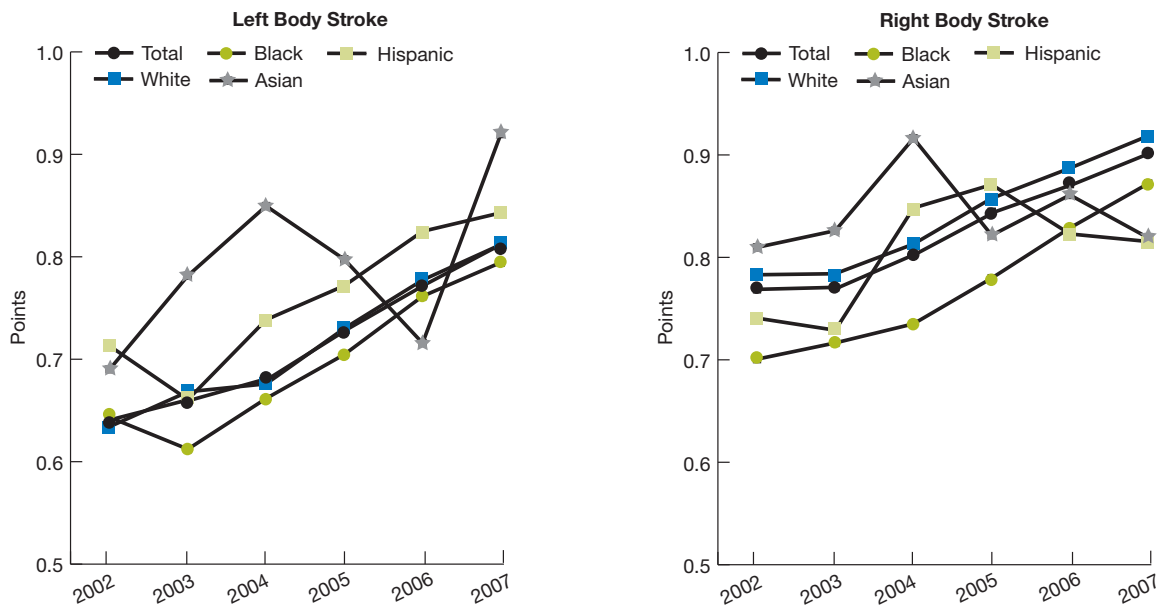 Left Body Stroke
1.0
Total
Black
Hispanic
White
Asian
0.9
0.8
Points
0.7
0.6
0.5
2002
2003
2004
2005
2006
2007
Right Body Stroke
1.0
Total
Black
Hispanic
White
Asian
0.9
0.8
Points
0.7
0.6
0.5
2002
2003
2004
2005
2006
2007